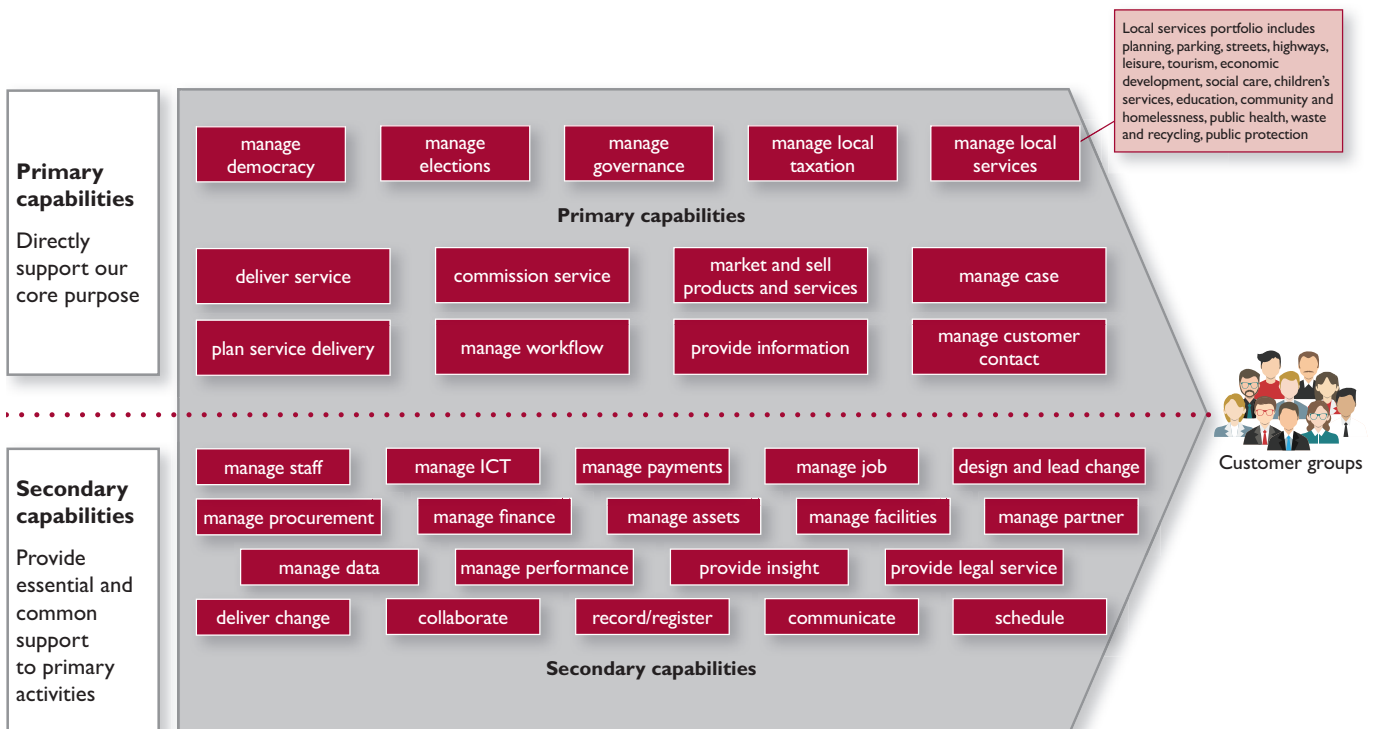 Local services portfolio includes
planning, parking, streets, highways,
leisure, tourism, economic
development, social care, children's
services, education, community and
homelessness, public health, waste
and recycling, public protection
Primary
capabilities
Directly
support our
core purpose
manage
democracy
manage
elections
manage
governance
manage local
taxation
manage local
services
Primary capabilities
deliver service
commission service
market and sell
products and services
manage case
plan service delivery
manage workflow
provide information
manage customer
contact
Customer groups
Secondary
capabilities
Provide
essential and
common
support
to primary
activities
manage staff
manage ICT
manage payments
manage job
design and lead change
manage procurement
manage finance
manage assets
manage facilities
manage partner
manage data
manage performance
provide insight
provide legal service
deliver change
collaborate
record/register
communicate
schedule
Secondary capabilities